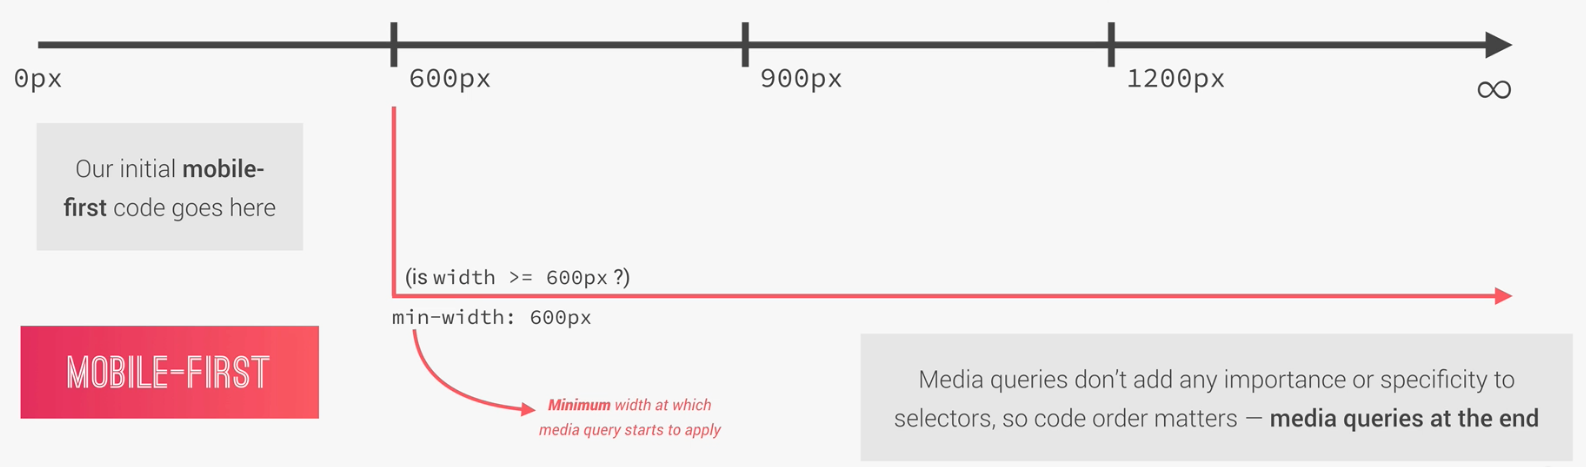 0px
600px
900px
1200px
∞
Our initial mobile-
first code goes here
(is width >= 600px ?)
min-width: 600px
MOBILE-FIRST
Minimum width at which
media query starts to apply
Media queries don’t add any importance or specificity to
selectors, so code order matters — media queries at the end